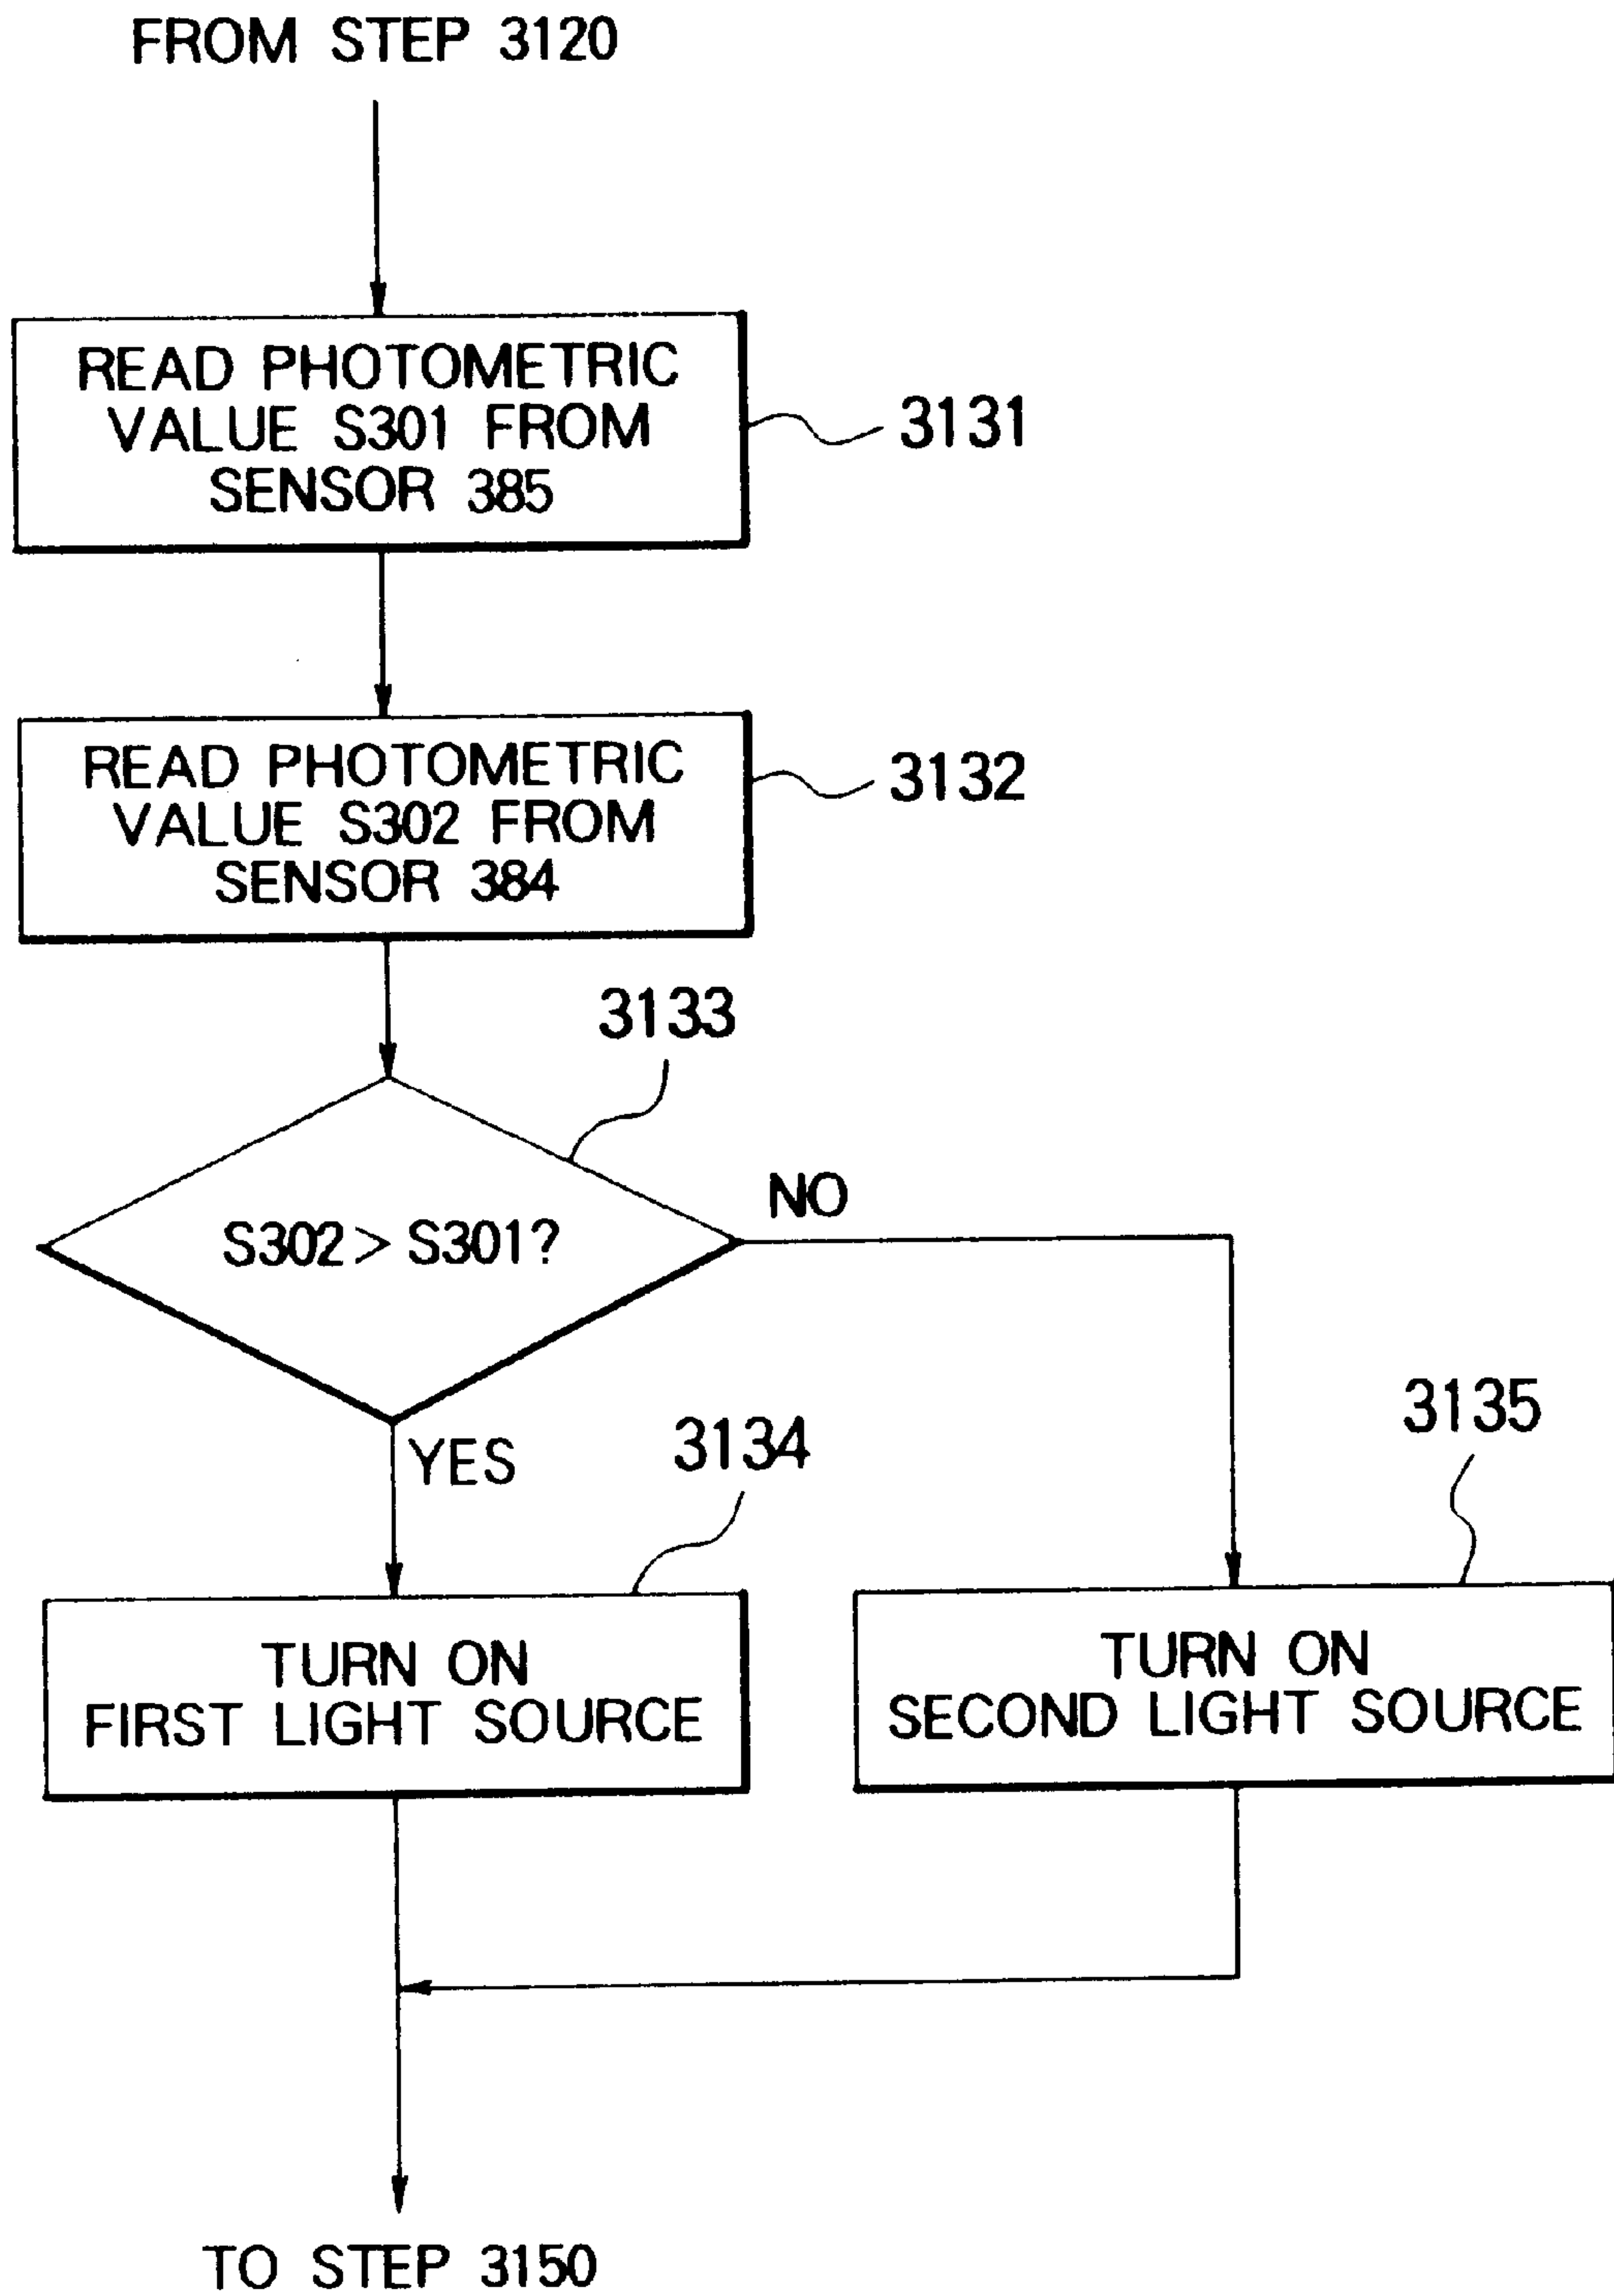 FROM STEP 3120
READ PHOTOMETRIC
VALUE S301 FROM
SENSOR 385
3131
READ PHOTOMETRIC
VALUE S302 FROM
SENSOR 384
3132
3133
S302 > S301?
NO
YES
3134
3135
TURN ON
FIRST LIGHT SOURCE
TURN ON
SECOND LIGHT SOURCE
TO STEP 3150